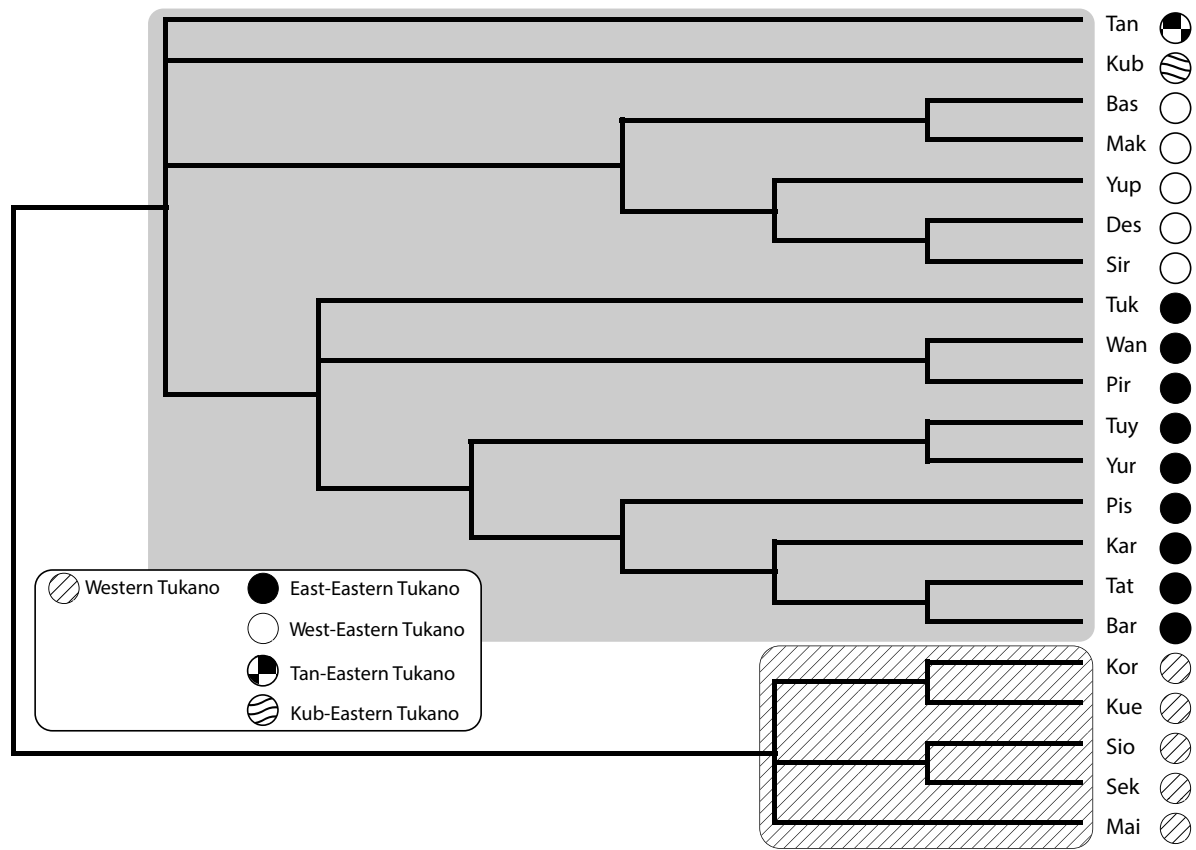 Tan
Kub
Bas
Mak
Yup
Des
Sir
Tuk
Wan
Pir
Tuy
Yur
Pis
Kar
Tat
Bar
Kor
Kue
Sio
Sek
Mai
Western Tukano
East-Eastern Tukano
West-Eastern Tukano
Tan-Eastern Tukano
Kub-Eastern Tukano